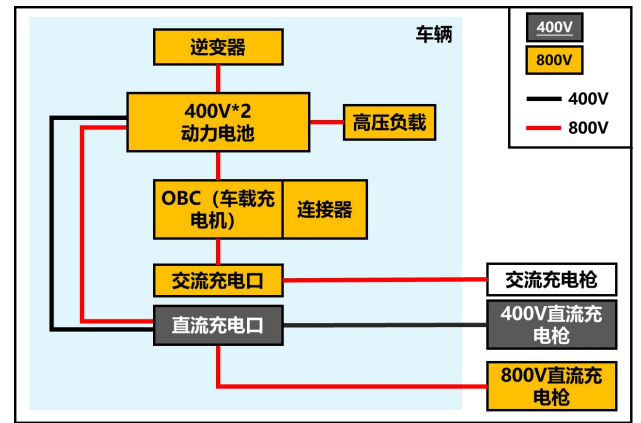 逆变器
车辆
400V
800V
400V
800V
400V*2
动力电池
高压负载
OBC（车载充
电机）
连接器
交流充电口
交流充电枪
直流充电口
400V直流充
电枪
800V直流充
电枪